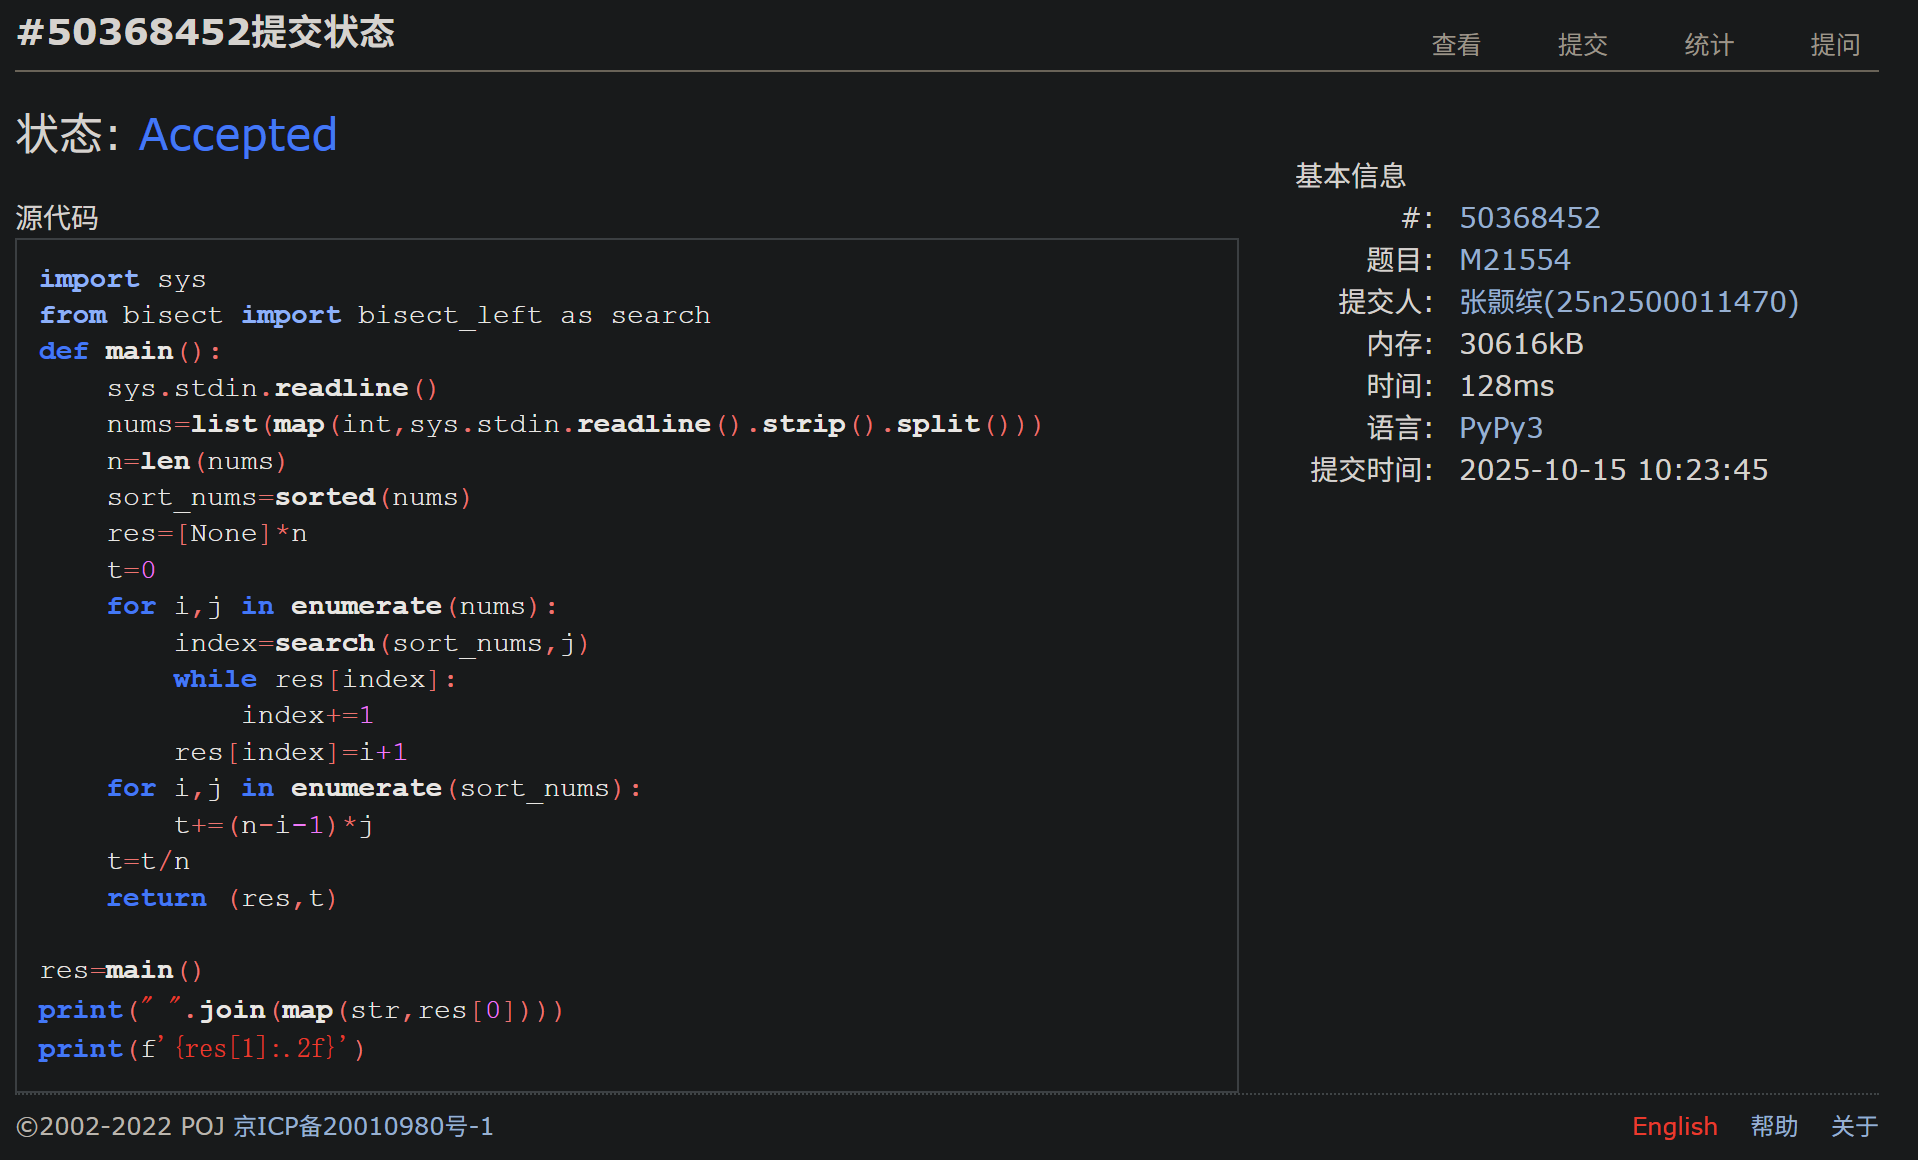 #50368452提交状态
查看 提交 统计 提问
状态: Accepted
源代码
import sys
from bisect import bisect_left as search
def main():
    sys.stdin.readline()
    nums=list(map(int,sys.stdin.readline().strip().split()))
    n=len(nums)
    sort_nums=sorted(nums)
    res=[None]*n
    t=0
    for i,j in enumerate(nums):
        index=search(sort_nums,j)
        while res[index]:
            index+=1
        res[index]=i+1
    for i,j in enumerate(sort_nums):
        t+=(n-i-1)*j
    t=t/n
    return (res,t)

res=main()
print(" ".join(map(str,res[0])))
print(f'{res[1]:.2f}')
基本信息
#: 50368452
题目: M21554
提交人: 张颢缤(25n2500011470)
内存: 30616kB
时间: 128ms
语言: PyPy3
提交时间: 2025-10-15 10:23:45
©2002-2022 POJ 京ICP备20010980号-1
English 帮助 关于